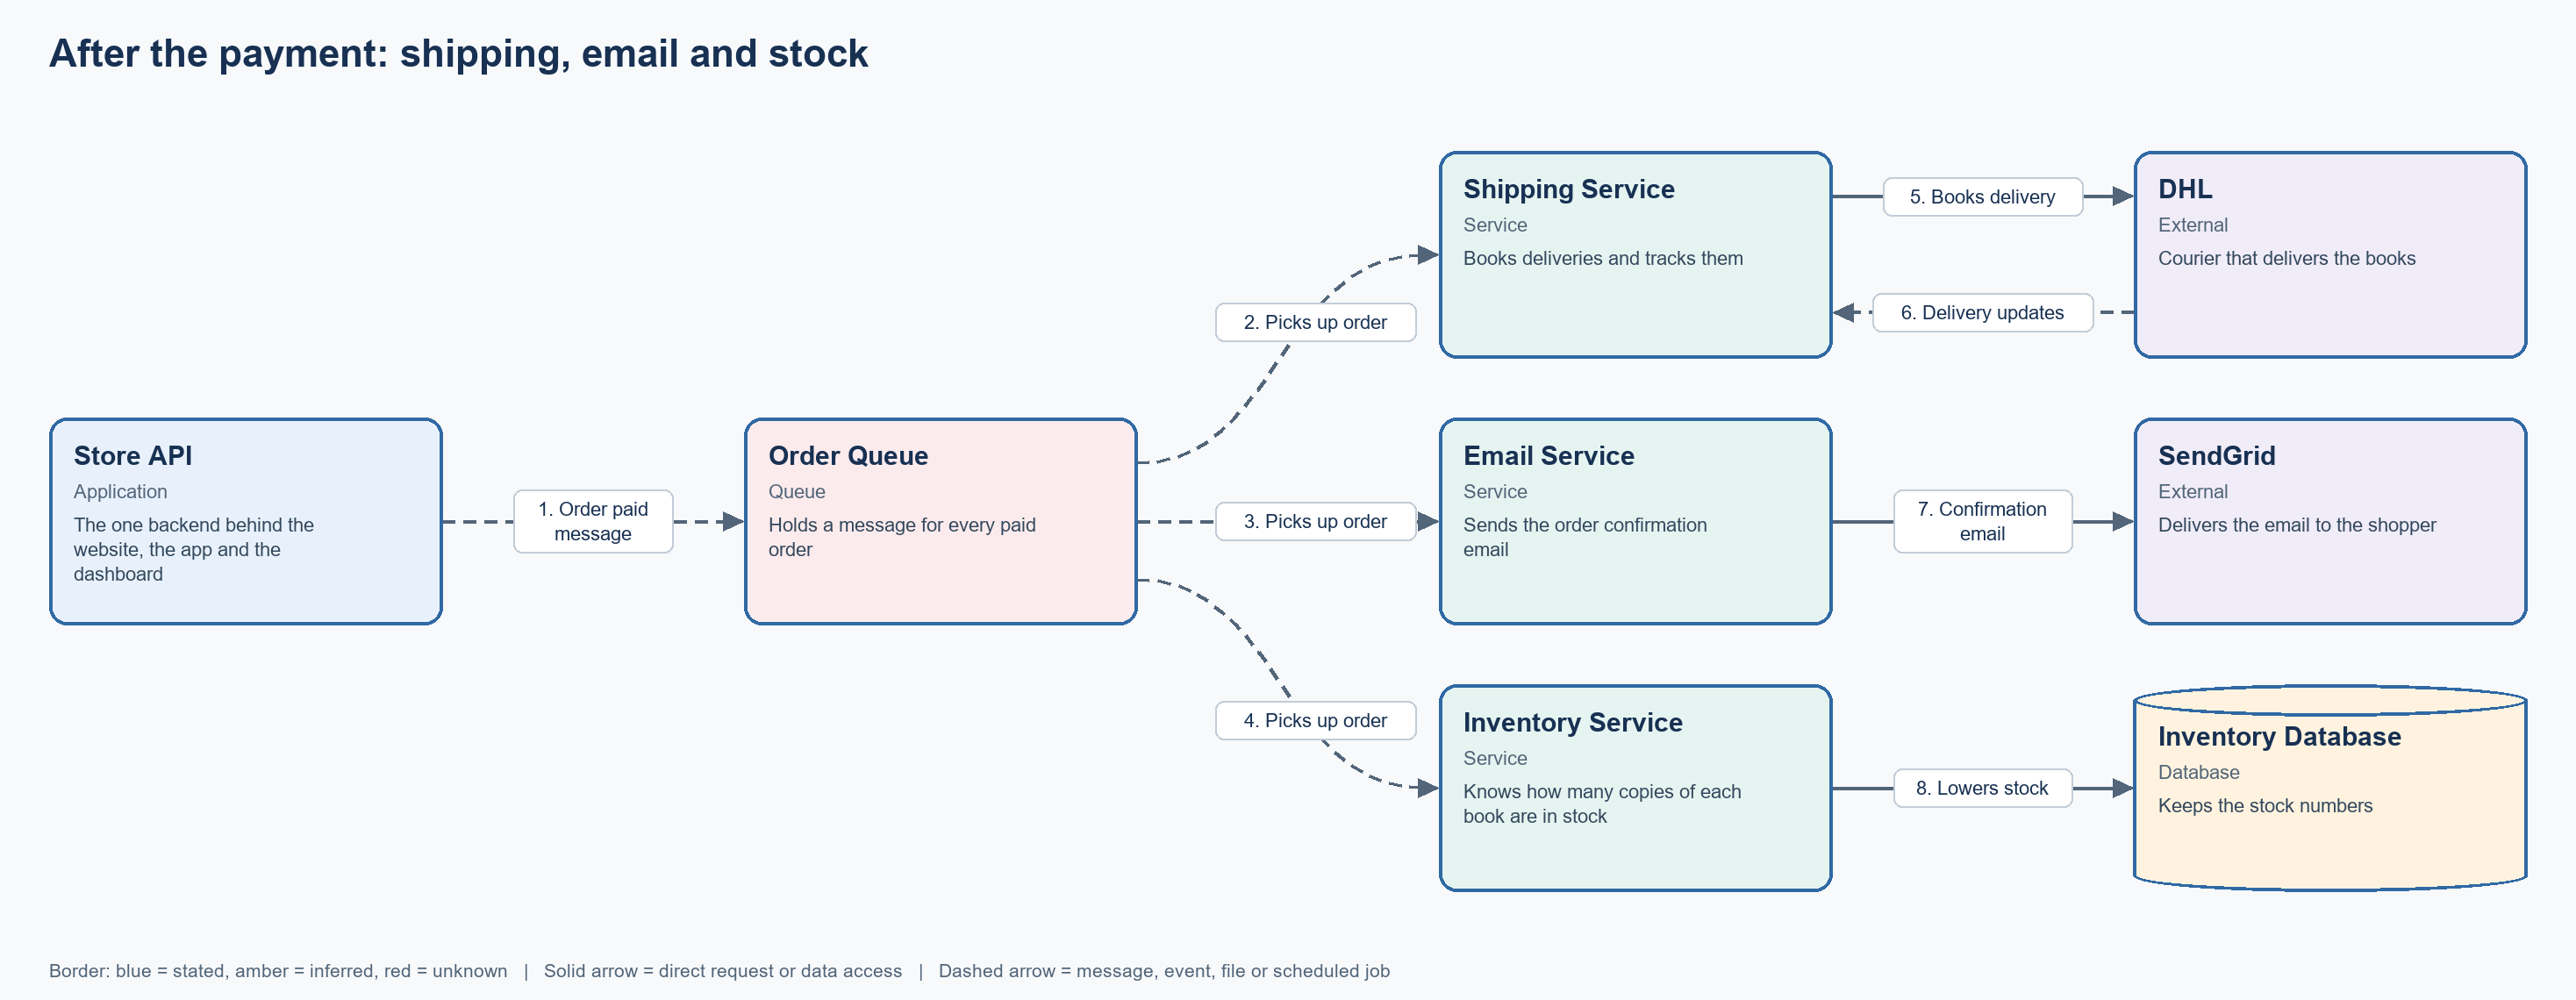 After the payment: shipping, email and stock
Shipping Service
Service
Books deliveries and tracks them
5. Books delivery
6. Delivery updates
DHL
External
Courier that delivers the books
2. Picks up order
Store API
Application
The one backend behind the
website, the app and the
dashboard
1. Order paid
message
Order Queue
Queue
Holds a message for every paid
order
3. Picks up order
Email Service
Service
Sends the order confirmation
email
7. Confirmation
email
SendGrid
External
Delivers the email to the shopper
4. Picks up order
Inventory Service
Service
Knows how many copies of each
book are in stock
8. Lowers stock
Inventory Database
Database
Keeps the stock numbers
Border: blue = stated, amber = inferred, red = unknown | Solid arrow = direct request or data access | Dashed arrow = message, event, file or scheduled job